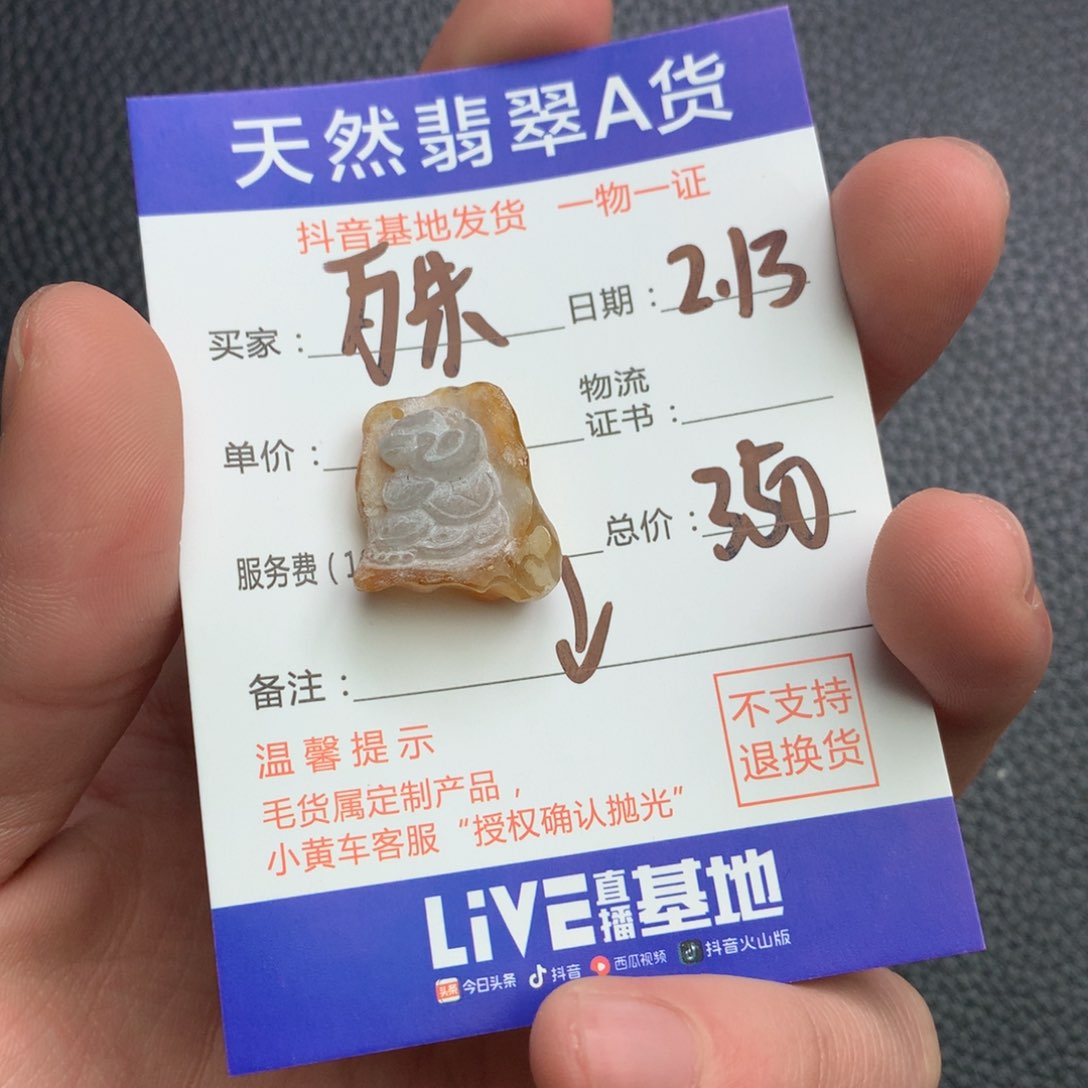 天然翡翠A货
抖音基地发货 一物一证
买家： 日期：2.13
物流
单价： 证书：
服务费(1 总价：350
备注：
不支持
退换货
温馨提示
毛货属定制产品，
小黄车客服“授权确认抛光”
LiVE直播基地
头条 今日头条 抖音 西瓜视频 抖音火山版